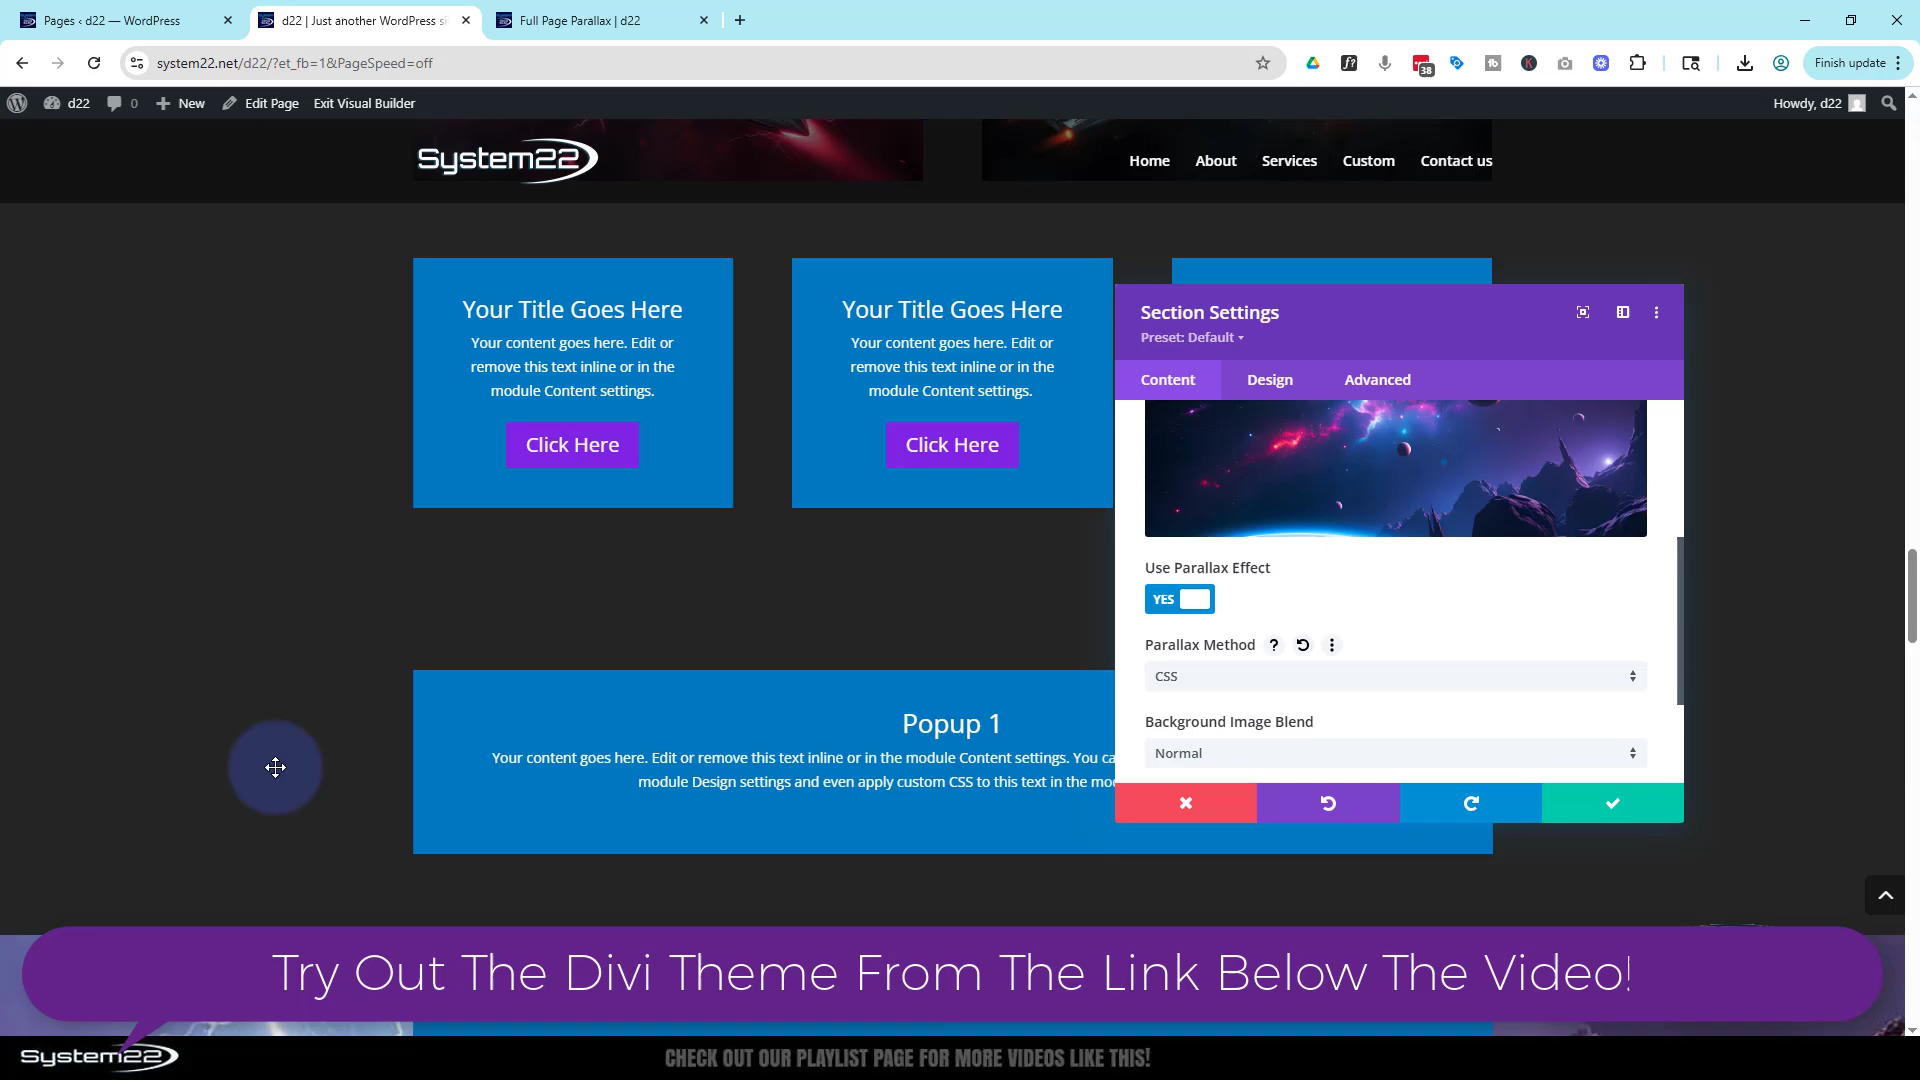 Pages ‹ d22 — WordPress
d22 | Just another WordPress si
Full Page Parallax | d22
system22.net/d22/?et_fb=1&PageSpeed=off
38
Finish update
d22
0
New
Edit Page
Exit Visual Builder
Howdy, d22
System22
Home
About
Services
Custom
Contact us
Your Title Goes Here
Your content goes here. Edit or
remove this text inline or in the
module Content settings.
Click Here
Your Title Goes Here
Your content goes here. Edit or
remove this text inline or in the
module Content settings.
Click Here
Section Settings
Preset: Default
Content
Design
Advanced
Use Parallax Effect
YES
Parallax Method
?
CSS
Background Image Blend
Normal
Popup 1
Your content goes here. Edit or remove this text inline or in the module Content settings. You ca
module Design settings and even apply custom CSS to this text in the mo
Try Out The Divi Theme From The Link Below The Video!
System22
CHECK OUT OUR PLAYLIST PAGE FOR MORE VIDEOS LIKE THIS!